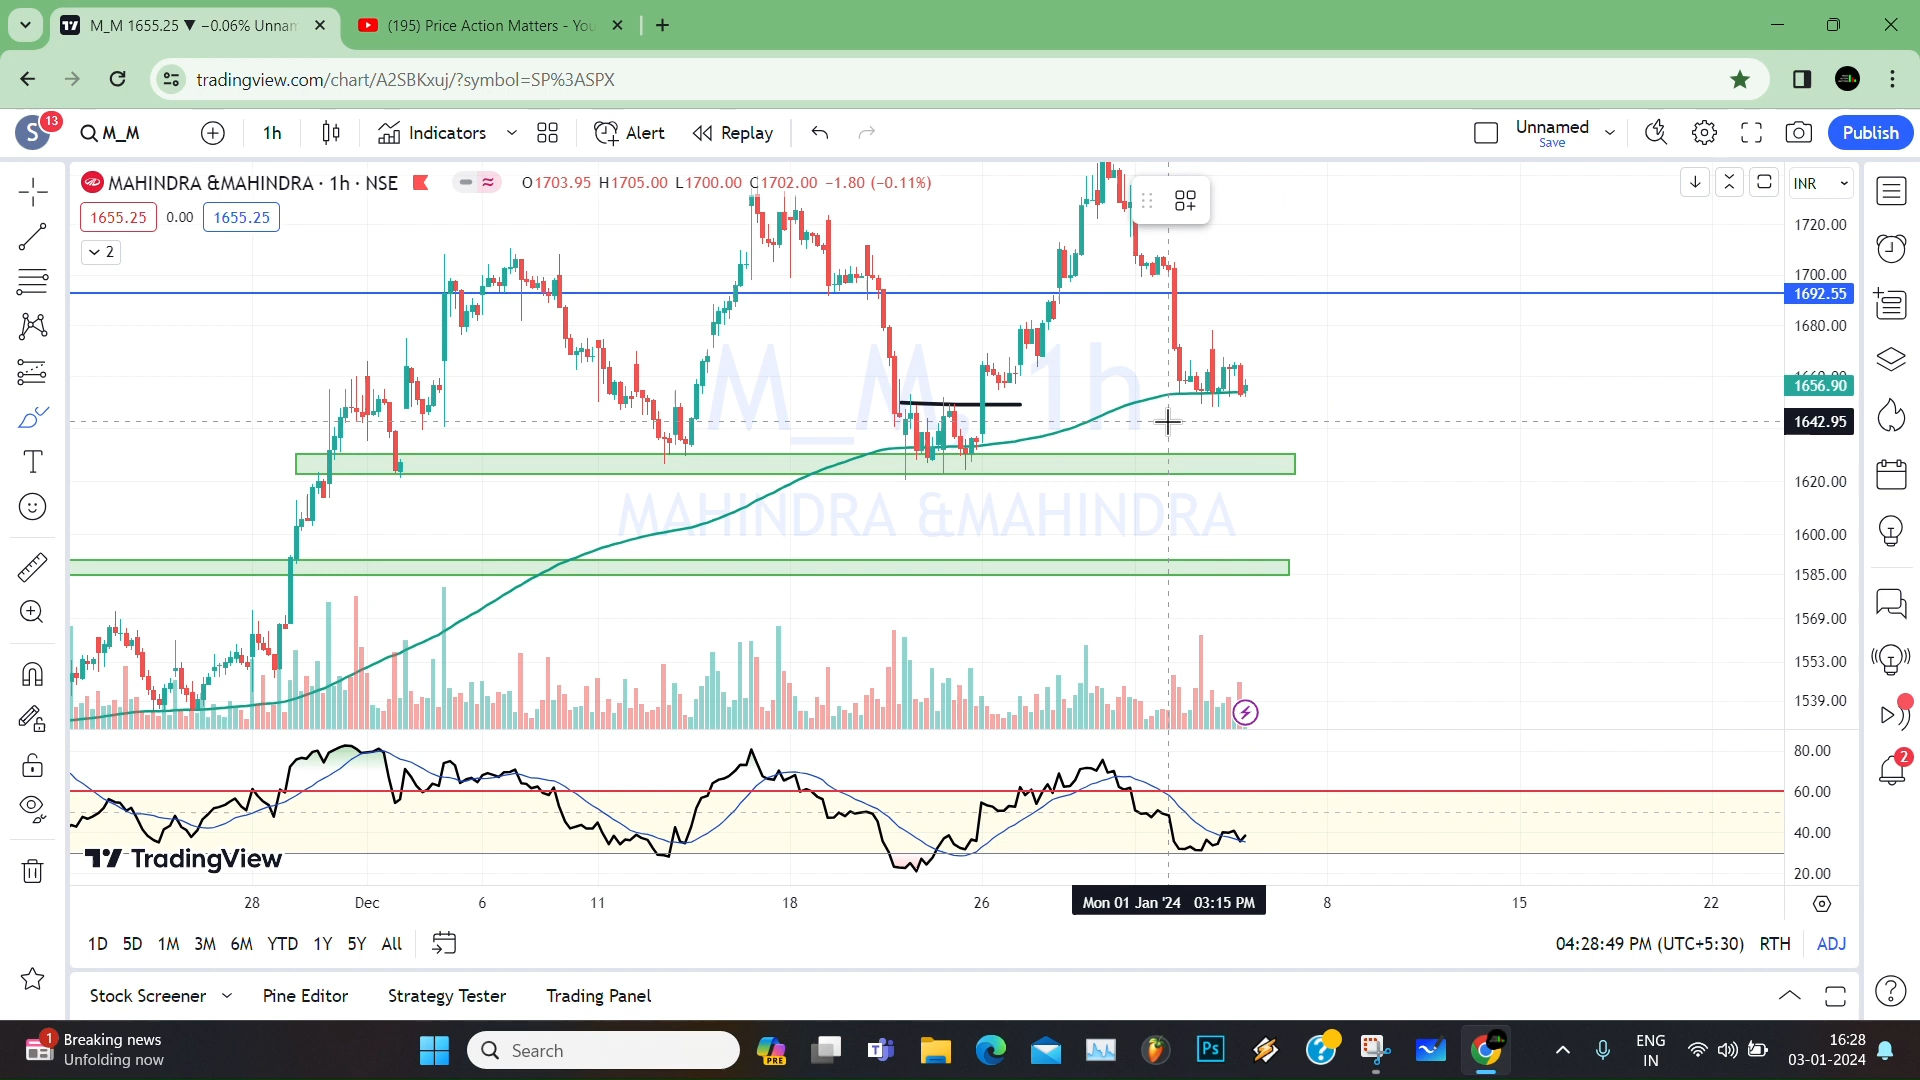 M_M 1655.25 ▼ −0.06% Unnan
(195) Price Action Matters - You
tradingview.com/chart/A2SBKxuj/?symbol=SP%3ASPX
S 13 M_M 1h Indicators Alert Replay Unnamed Save Publish
MAHINDRA &MAHINDRA · 1h · NSE O1703.95 H1705.00 L1700.00 C1702.00 −1.80 (−0.11%) INR
1655.25 0.00 1655.25
2
1720.00
1700.00
1692.55
1680.00
1656.90
1642.95
1620.00
1600.00
1585.00
1569.00
1553.00
1539.00
M_M, 1h
MAHINDRA &MAHINDRA
80.00
60.00
40.00
20.00
TradingView
2
28 Dec 6 11 18 26 Mon 01 Jan '24 03:15 PM 8 15 22
1D 5D 1M 3M 6M YTD 1Y 5Y All 04:28:49 PM (UTC+5:30) RTH ADJ
Stock Screener Pine Editor Strategy Tester Trading Panel
1 Breaking news
Unfolding now
Search
PRE
Ps
ENG
IN
16:28
03-01-2024